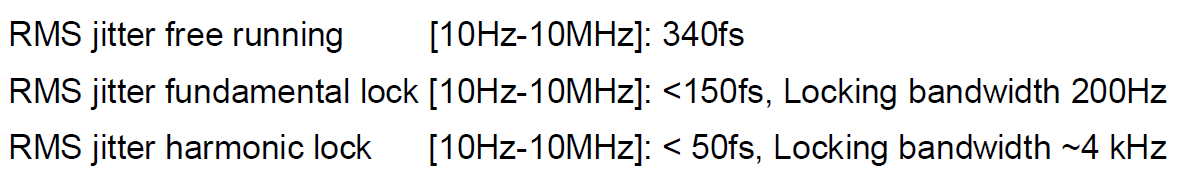 RMS jitter free running [10Hz-10MHz]: 340fs
RMS jitter fundamental lock [10Hz-10MHz]: <150fs, Locking bandwidth 200Hz
RMS jitter harmonic lock [10Hz-10MHz]: < 50fs, Locking bandwidth ~4 kHz